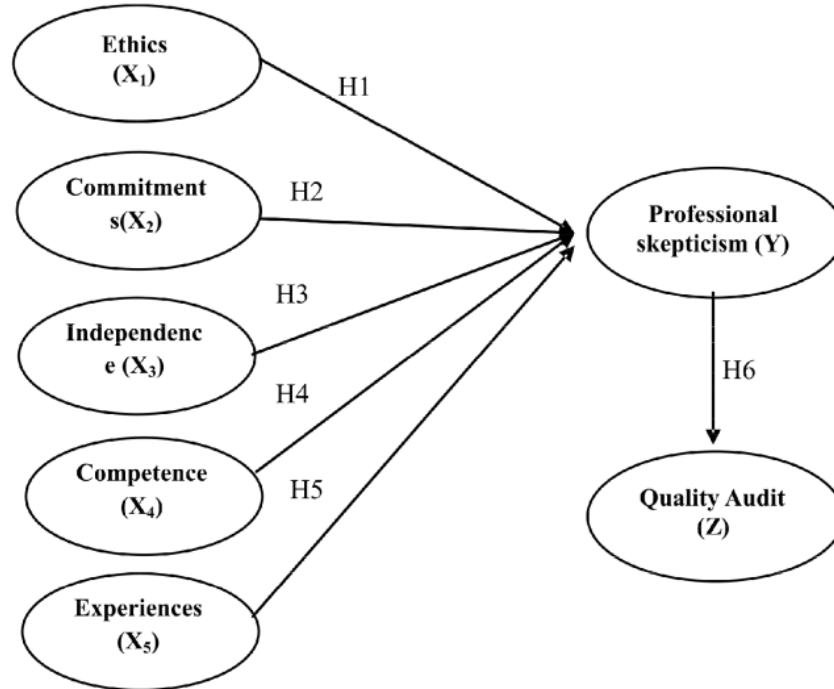 Ethics
(X₁)
H1
Commitment
s(X₂)
H2
Professional
skepticism (Y)
Independenc
e (X₃)
H3
H4
H6
Competence
(X₄)
H5
Quality Audit
(Z)
Experiences
(X₅)